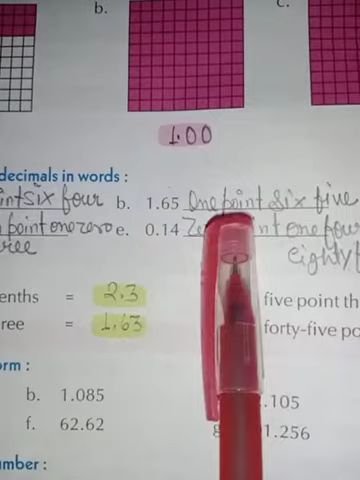 b. c.
1.00
decimals in words :
six four b. 1.65 One point six five
point one zero e. 0.14 one four
ree eighty
enths = 2.3 five point th
ree = 1.63 forty-five po
orm :
b. 1.085 .105
f. 62.62 g 1.256
mber :